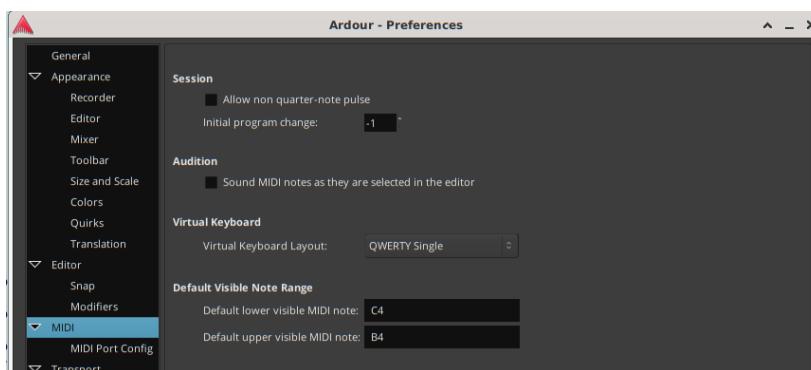 Ardour - Preferences
General
Appearance
Recorder
Editor
Mixer
Toolbar
Size and Scale
Colors
Quirks
Translation
Editor
Snap
Modifiers
MIDI
MIDI Port Config
Transport
Session
Allow non quarter-note pulse
Initial program change: -1
Audition
Sound MIDI notes as they are selected in the editor
Virtual Keyboard
Virtual Keyboard Layout: QWERTY Single
Default Visible Note Range
Default lower visible MIDI note: C4
Default upper visible MIDI note: B4